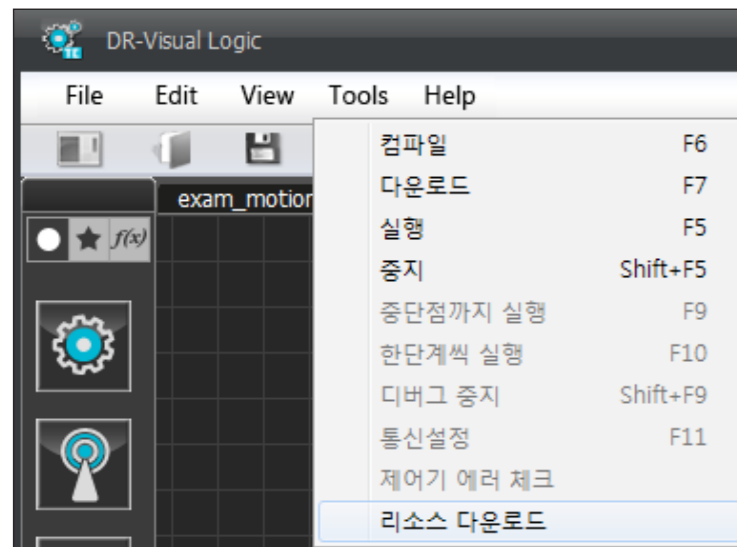 DR-Visual Logic
File Edit View Tools Help
exam_motion
f(x)
컴파일 F6
다운로드 F7
실행 F5
중지 Shift+F5
중단점까지 실행 F9
한단계씩 실행 F10
디버그 중지 Shift+F9
통신설정 F11
제어기 에러 체크
리소스 다운로드